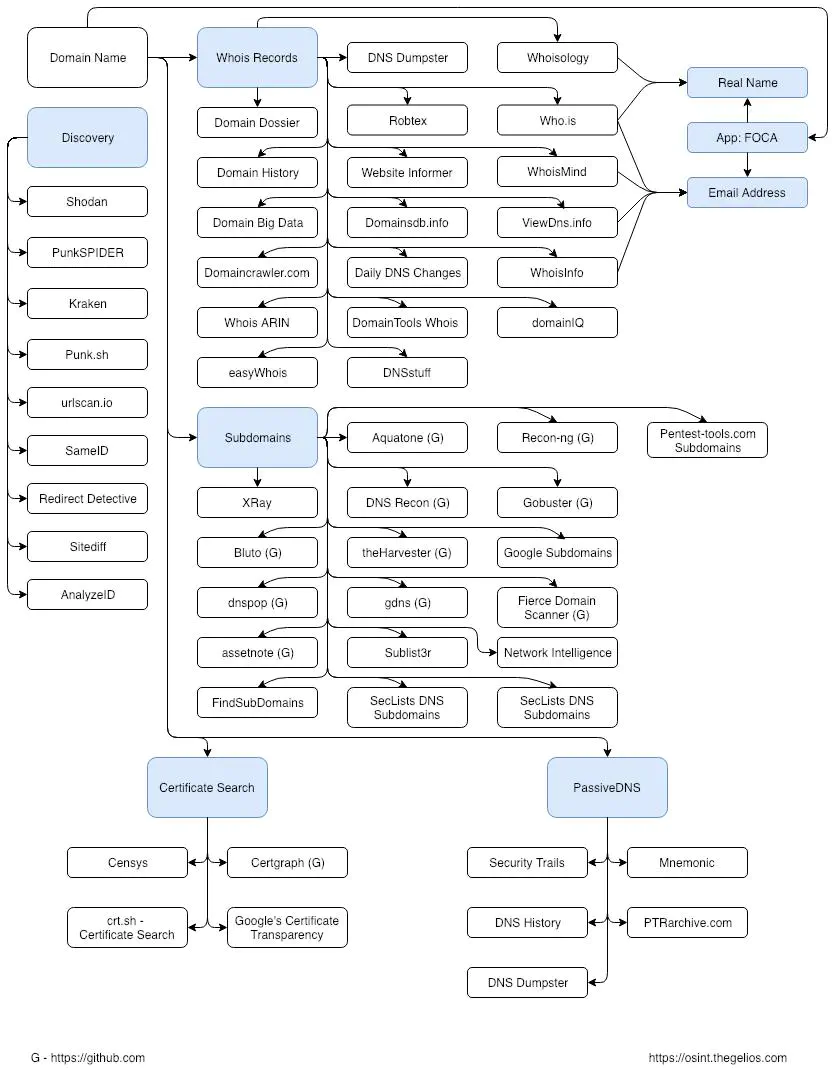 Domain Name
Whois Records
DNS Dumpster
Whoisology
Real Name
Discovery
Domain Dossier
Robtex
Who.is
App: FOCA
Domain History
Website Informer
WhoisMind
Email Address
Shodan
Domain Big Data
Domainsdb.info
ViewDns.info
PunkSPIDER
Domaincrawler.com
Daily DNS Changes
WhoisInfo
Kraken
Whois ARIN
DomainTools Whois
domainIQ
Punk.sh
easyWhois
DNSstuff
urlscan.io
Subdomains
Aquatone (G)
Recon-ng (G)
Pentest-tools.com
Subdomains
SameID
XRay
DNS Recon (G)
Gobuster (G)
Redirect Detective
Bluto (G)
theHarvester (G)
Google Subdomains
Sitediff
dnspop (G)
gdns (G)
Fierce Domain
Scanner (G)
AnalyzeID
assetnote (G)
Sublist3r
Network Intelligence
FindSubDomains
SecLists DNS
Subdomains
SecLists DNS
Subdomains
Certificate Search
PassiveDNS
Censys
Certgraph (G)
Security Trails
Mnemonic
crt.sh -
Certificate Search
Google's Certificate
Transparency
DNS History
PTRarchive.com
DNS Dumpster
G - https://github.com
https://osint.thegelios.com